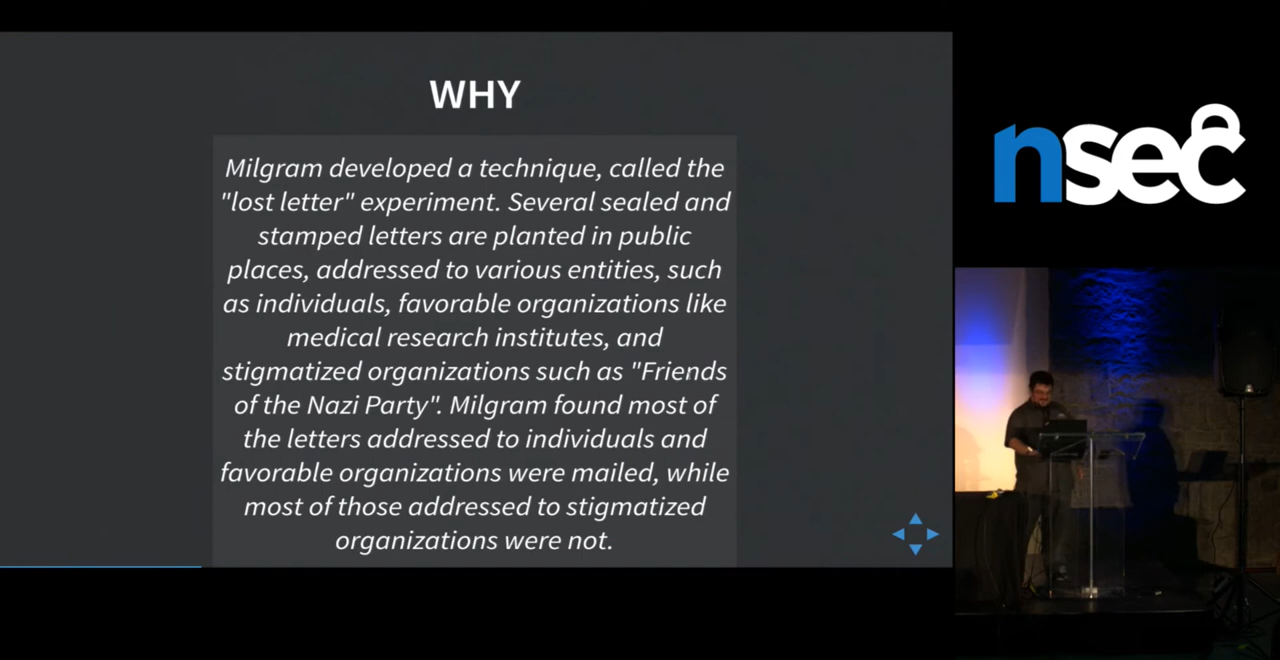 WHY
Milgram developed a technique, called the
"lost letter" experiment. Several sealed and
stamped letters are planted in public
places, addressed to various entities, such
as individuals, favorable organizations like
medical research institutes, and
stigmatized organizations such as "Friends
of the Nazi Party". Milgram found most of
the letters addressed to individuals and
favorable organizations were mailed, while
most of those addressed to stigmatized
organizations were not.
nsec